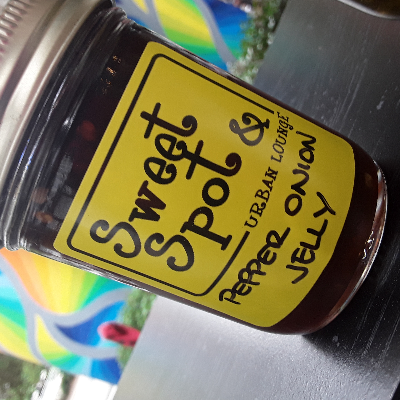 Sweet
Spot &
URBAN LOUNGE
PEPPER ONION
JELLY